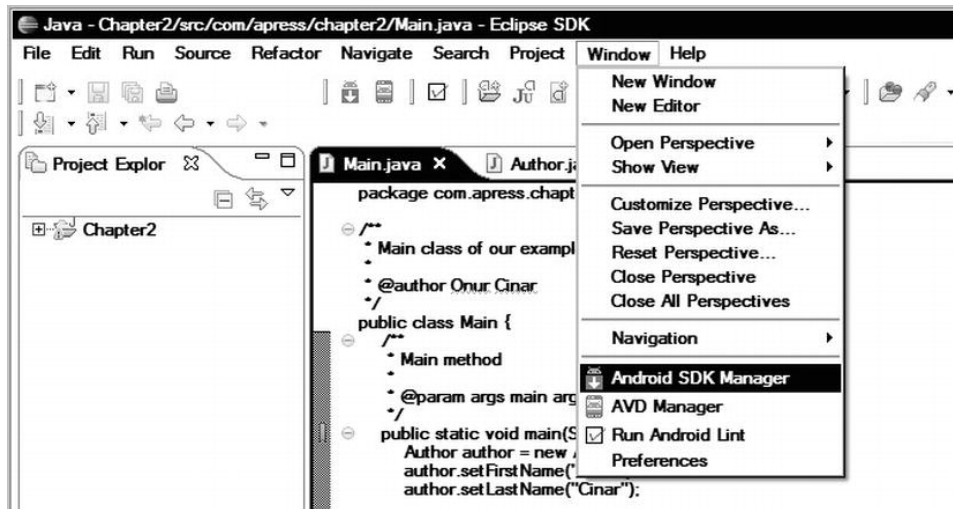 Java - Chapter2/src/com/apress/chapter2/Main.java - Eclipse SDK
File Edit Run Source Refactor Navigate Search Project Window Help
New Window
New Editor
Open Perspective
Show View
Customize Perspective...
Save Perspective As...
Reset Perspective...
Close Perspective
Close All Perspectives
Navigation
Android SDK Manager
AVD Manager
Run Android Lint
Preferences
Project Explor
Chapter2
Main.java
Author.ja
package com.apress.chapt
/**
* Main class of our exampl
*
* @author Onur Cinar
*/
public class Main {
/**
* Main method
*
* @param args main arg
*/
public static void main(S
Author author = new
author.setFirstName("
author.setLastName("Cinar");